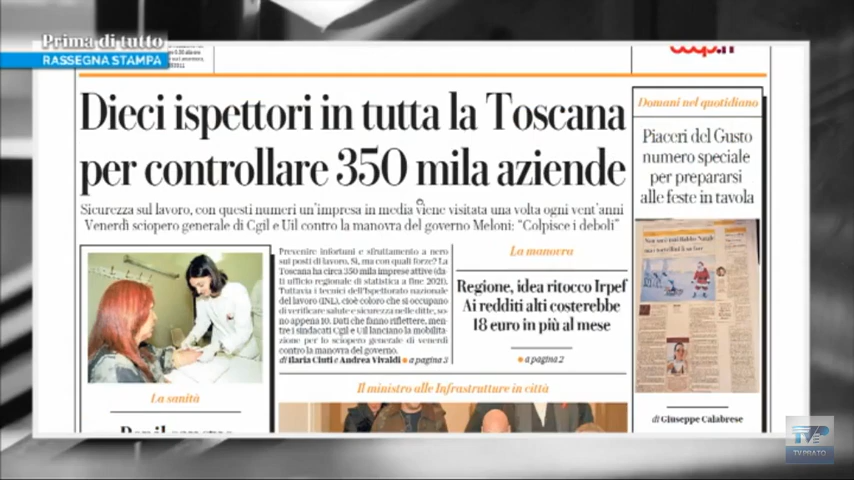 Prima di tutto
RASSEGNA STAMPA
Dieci ispettori in tutta la Toscana
per controllare 350 mila aziende
Sicurezza sul lavoro, con questi numeri un'impresa in media viene visitata una volta ogni vent'anni
Venerdì sciopero generale di Cgil e Uil contro la manovra del governo Meloni: "Colpisce i deboli"
Prevenire infortuni e sfruttamento a nero
sui posti di lavoro. Sì, ma con quali forze? La
Toscana ha circa 350 mila imprese attive (da-
ti ufficio regionale di statistica a fine 2021).
Tuttavia i tecnici dell'Ispettorato nazionale
del lavoro (INL), cioè coloro che si occupano
di verificare salute e sicurezza nelle ditte, so-
no appena 10. Dati che fanno riflettere, men-
tre i sindacati Cgil e Uil lanciano la mobilita-
zione per lo sciopero generale di venerdì
contro la manovra del governo.
di Ilaria Ciuti e Andrea Vivaldi ● a pagina 3
La manovra
Regione, idea ritocco Irpef
Ai redditi alti costerebbe
18 euro in più al mese
● a pagina 2
Il ministro alle Infrastrutture in città
La sanità
Domani nel quotidiano
Piaceri del Gusto
numero speciale
per prepararsi
alle feste in tavola
di Giuseppe Calabrese
TV PRATO